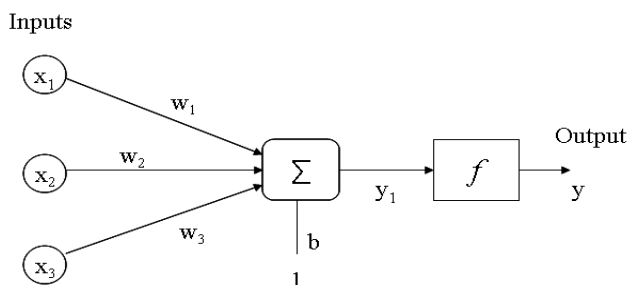 Inputs
x₁
w₁
Output
w₂
x₂
Σ
y₁
f
y
w₃
b
x₃
1